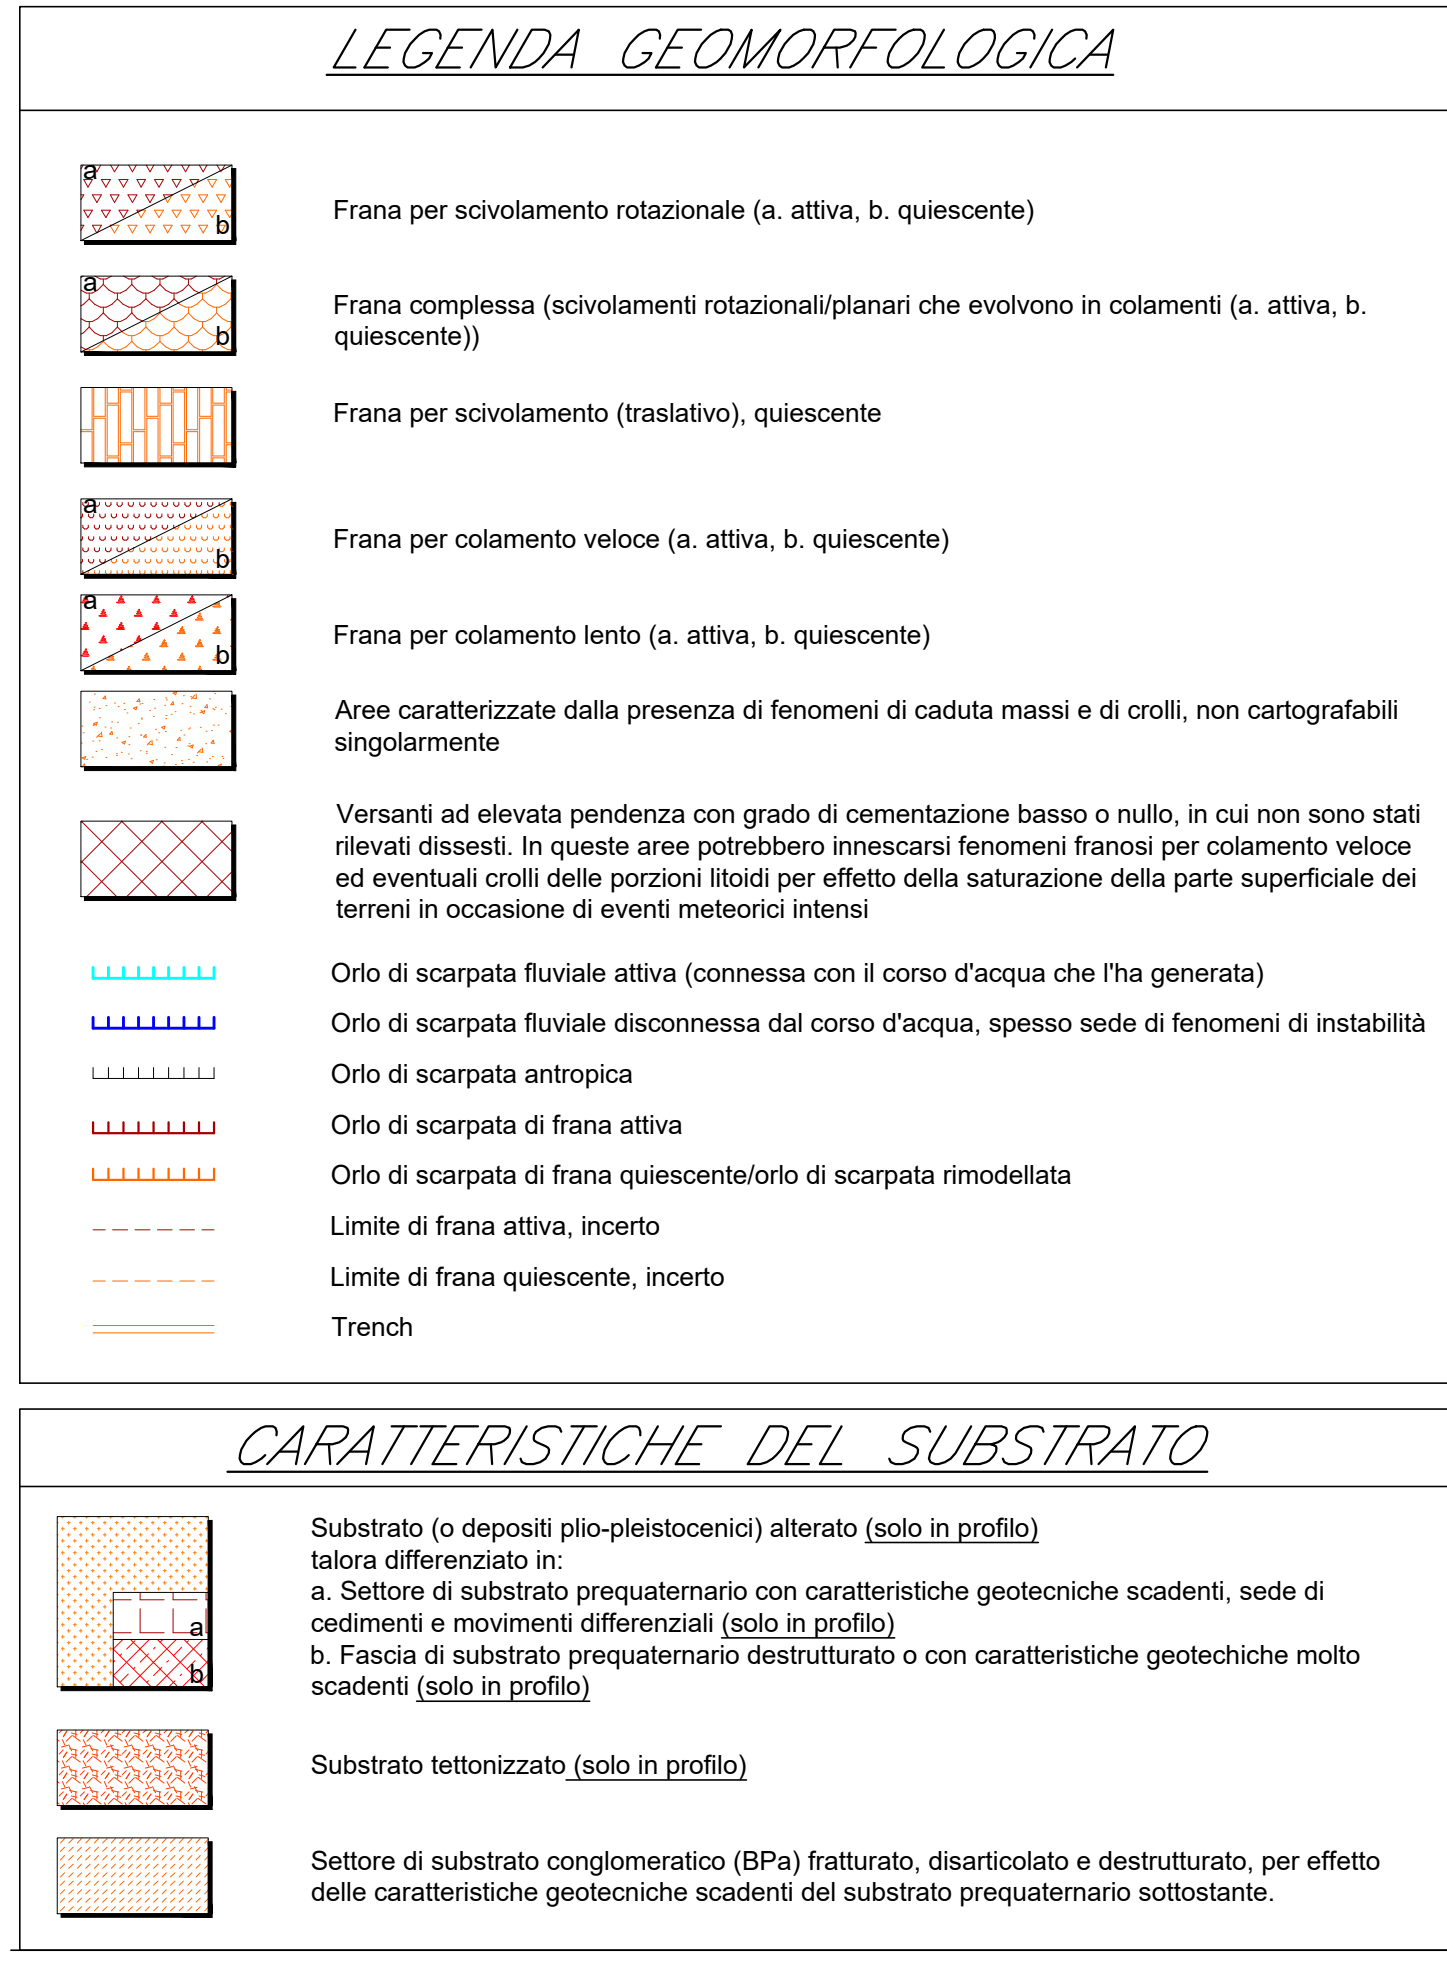 LEGENDA GEOMORFOLOGICA
a
b
Frana per scivolamento rotazionale (a. attiva, b. quiescente)
a
b
Frana complessa (scivolamenti rotazionali/planari che evolvono in colamenti (a. attiva, b.
quiescente))
Frana per scivolamento (traslativo), quiescente
a
b
Frana per colamento veloce (a. attiva, b. quiescente)
a
b
Frana per colamento lento (a. attiva, b. quiescente)
Aree caratterizzate dalla presenza di fenomeni di caduta massi e di crolli, non cartografabili
singolarmente
Versanti ad elevata pendenza con grado di cementazione basso o nullo, in cui non sono stati
rilevati dissesti. In queste aree potrebbero innescarsi fenomeni franosi per colamento veloce
ed eventuali crolli delle porzioni litoidi per effetto della saturazione della parte superficiale dei
terreni in occasione di eventi meteorici intensi
Orlo di scarpata fluviale attiva (connessa con il corso d'acqua che l'ha generata)
Orlo di scarpata fluviale disconnessa dal corso d'acqua, spesso sede di fenomeni di instabilità
Orlo di scarpata antropica
Orlo di scarpata di frana attiva
Orlo di scarpata di frana quiescente/orlo di scarpata rimodellata
Limite di frana attiva, incerto
Limite di frana quiescente, incerto
Trench
CARATTERISTICHE DEL SUBSTRATO
Substrato (o depositi plio-pleistocenici) alterato (solo in profilo)
talora differenziato in:
a. Settore di substrato prequaternario con caratteristiche geotecniche scadenti, sede di
cedimenti e movimenti differenziali (solo in profilo)
b. Fascia di substrato prequaternario destrutturato o con caratteristiche geotechiche molto
scadenti (solo in profilo)
a
b
Substrato tettonizzato (solo in profilo)
Settore di substrato conglomeratico (BPa) fratturato, disarticolato e destrutturato, per effetto
delle caratteristiche geotecniche scadenti del substrato prequaternario sottostante.